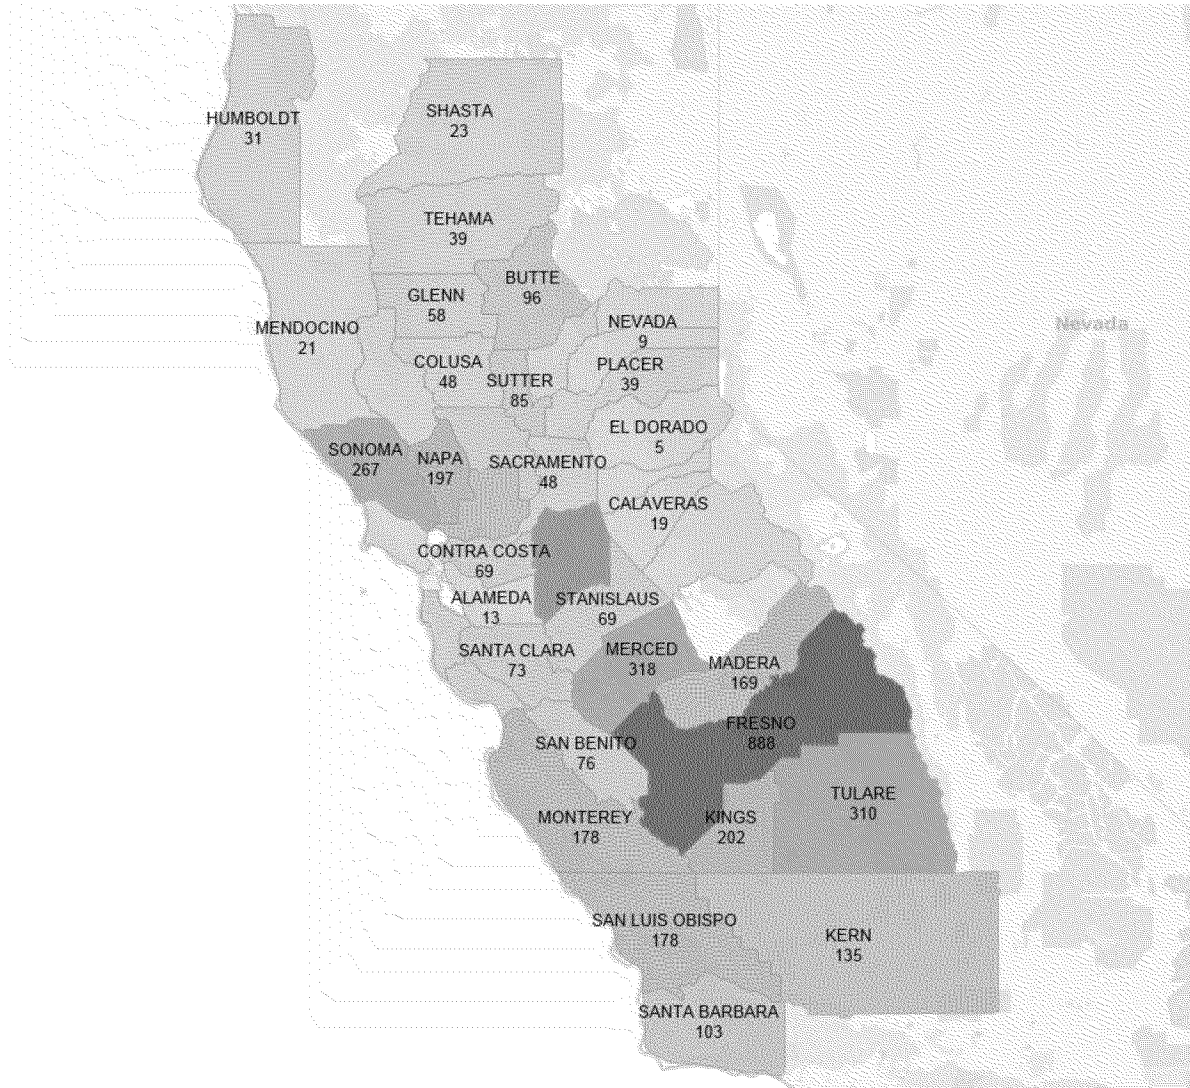 HUMBOLDT
31
SHASTA
23
TEHAMA
39
BUTTE
96
GLENN
58
NEVADA
9
Nevada
MENDOCINO
21
COLUSA
48
PLACER
39
SUTTER
85
EL DORADO
5
SONOMA
267
NAPA
197
SACRAMENTO
48
CALAVERAS
19
CONTRA COSTA
69
ALAMEDA
13
STANISLAUS
69
SANTA CLARA
73
MERCED
318
MADERA
169
FRESNO
888
SAN BENITO
76
TULARE
310
MONTEREY
178
KINGS
202
SAN LUIS OBISPO
178
KERN
135
SANTA BARBARA
103